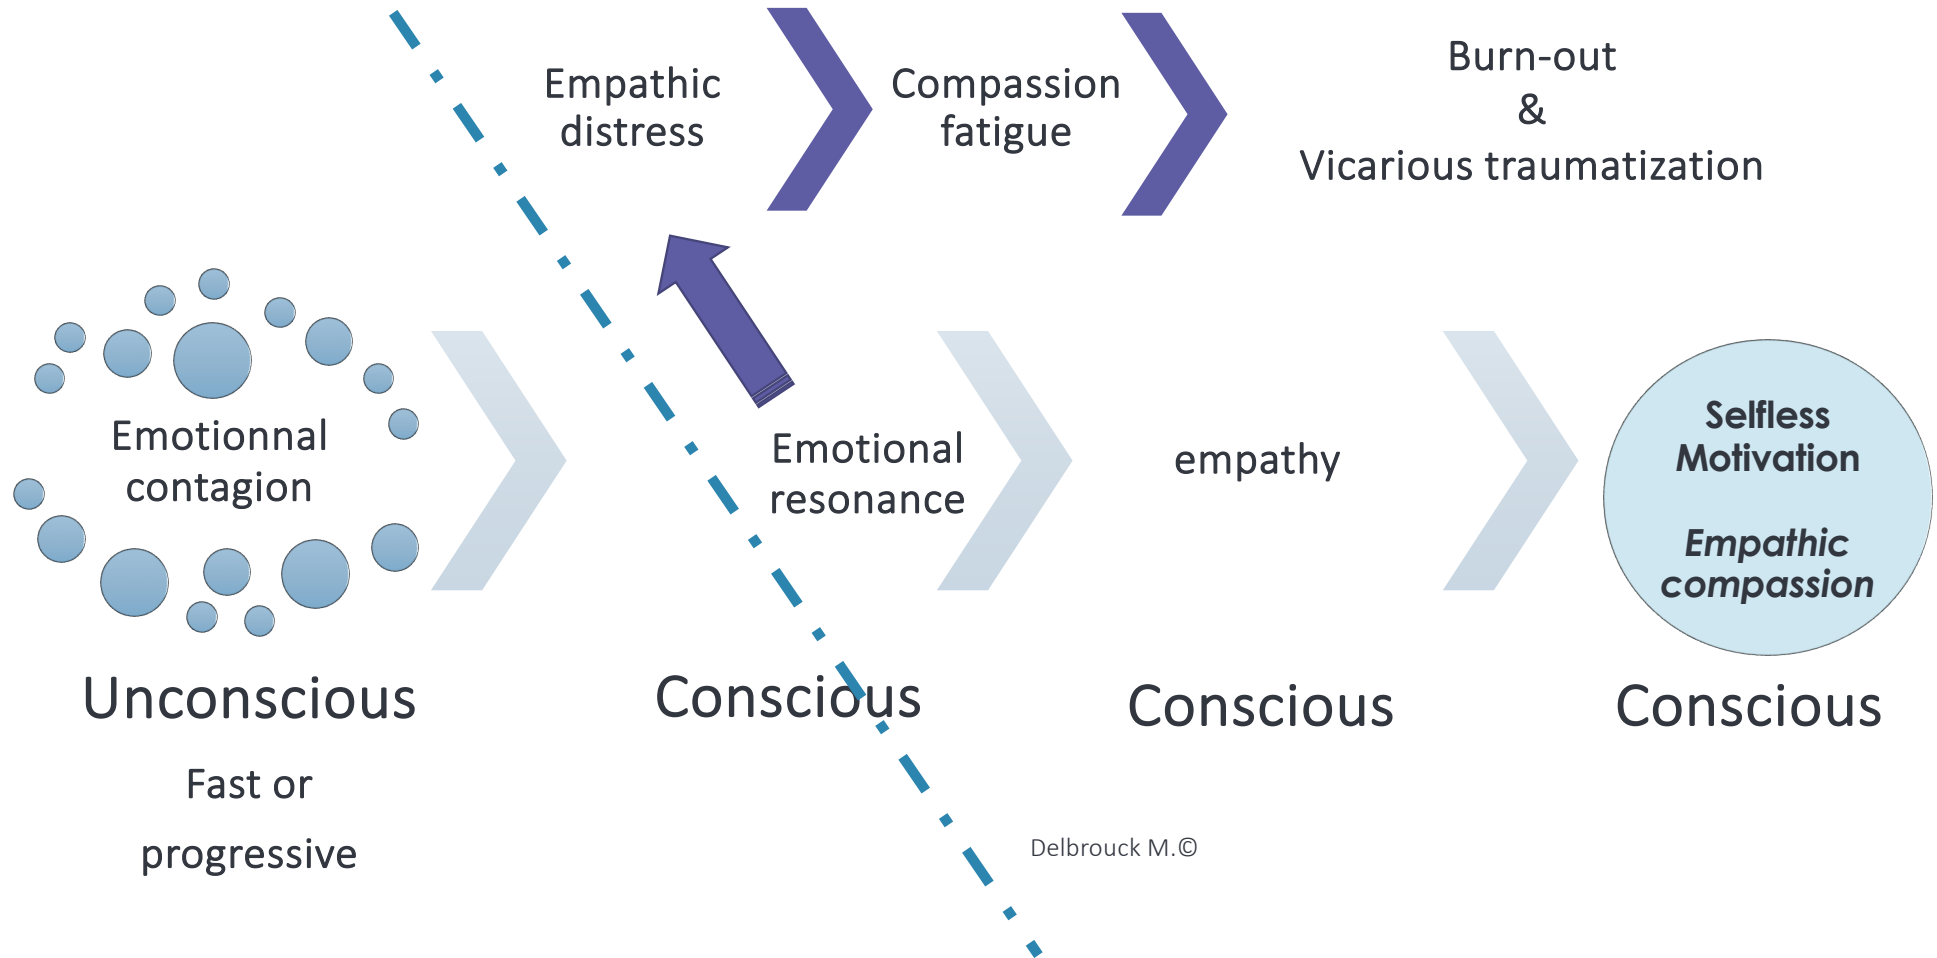 Empathic
distress
Compassion
fatigue
Burn-out
&
Vicarious traumatization
Emotionnal
contagion
Emotional
resonance
empathy
Selfless
Motivation
Empathic
compassion
Unconscious
Conscious
Conscious
Conscious
Fast or
progressive
Delbrouck M.©